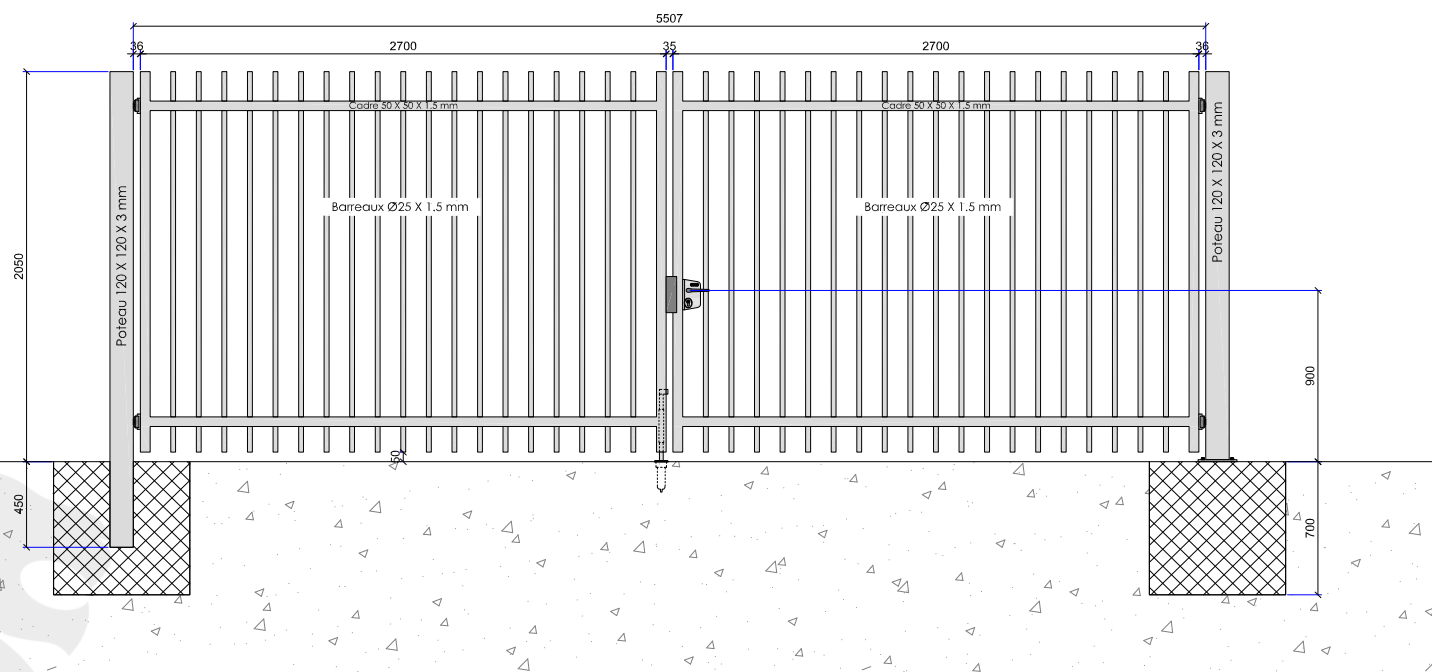 5507
36
2700
35
2700
36
Cadre 50 X 50 X 1.5 mm
Cadre 50 X 50 X 1.5 mm
Barreaux Ø25 X 1.5 mm
Barreaux Ø25 X 1.5 mm
Poteau 120 X 120 X 3 mm
Poteau 120 X 120 X 3 mm
2050
900
50
450
700